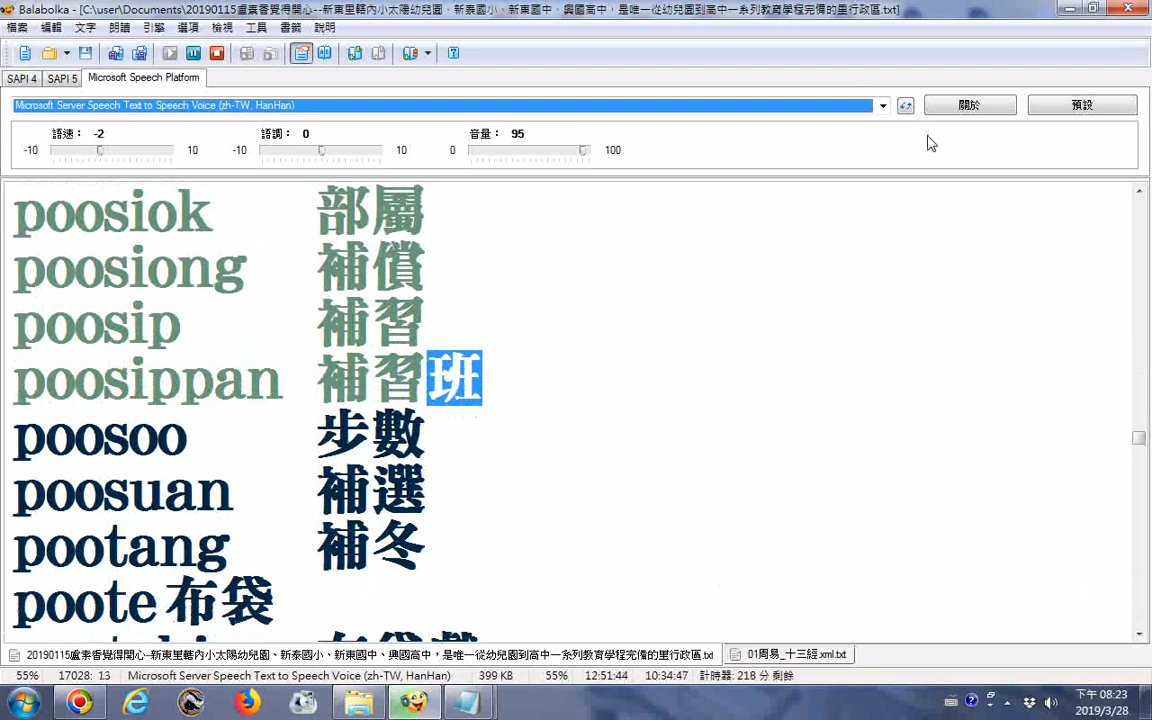 Balabolka - [C:\user\Documents\20190115盧素香覺得開心--新東里轄內小太陽幼兒園、新泰國小、新東國中、興國高中，是唯一從幼兒園到高中一系列教育學程完備的里行政區.txt]
檔案 編輯 文字 朗讀 引擎 選項 檢視 工具 書籤 說明
SAPI 4 SAPI 5 Microsoft Speech Platform
Microsoft Server Speech Text to Speech Voice (zh-TW, HanHan) 關於 預設
語速： -2 語調： 0 音量： 95
-10 10 -10 10 0 100
poosiok 部屬
poosiong 補償
poosip 補習
poosippan 補習班
poosoo 步數
poosuan 補選
pootang 補冬
poote 布袋
20190115盧素香覺得開心--新東里轄內小太陽幼兒園、新泰國小、新東國中、興國高中，是唯一從幼兒園到高中一系列教育學程完備的里行政區.txt 01周易_十三經.xml.txt
55% 17028: 13 Microsoft Server Speech Text to Speech Voice (zh-TW, HanHan) 399 KB 55% 12:51:44 10:34:47 計時器: 218 分 剩餘
下午 08:23
2019/3/28